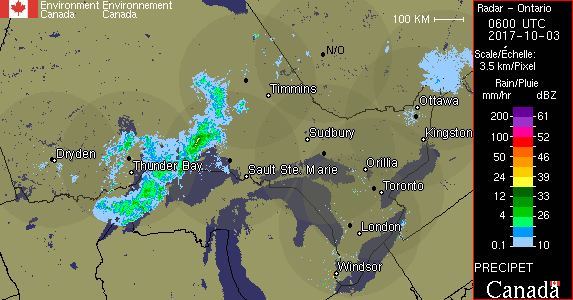 Environment Environnement
Canada Canada
100 KM
N/O
Timmins
Ottawa
Sudbury
Kingston
Dryden
Thunder Bay
Sault Ste. Marie
Orillia
Toronto
London
Windsor
Radar - Ontario
0600 UTC
2017-10-03
Scale/Échelle:
3.5 km/Pixel
Rain/Pluie
mm/hr dBZ
200 61
100 52
50 46
24 39
12 33
4 26
0.1 10
PRECIPET
Canada